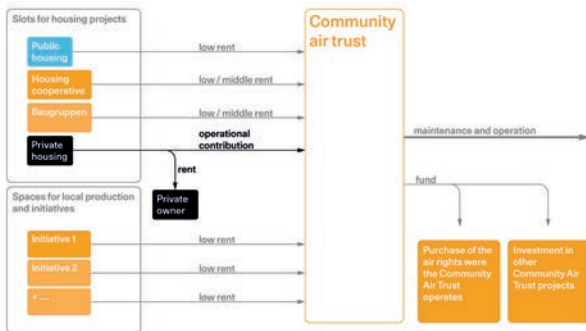 Slots for housing projects
Public
housing
low rent
Housing
cooperative
low / middle rent
Baugruppen
low / middle rent
Private
housing
operational
contribution
rent
Private
owner
Spaces for local production
and initiatives
Initiative 1
low rent
Initiative 2
low rent
+ ---
low rent
Community
air trust
maintenance and operation
fund
Purchase of the
air rights were
the Community
Air Trust
operates
Investment in
other
Community Air
Trust projects